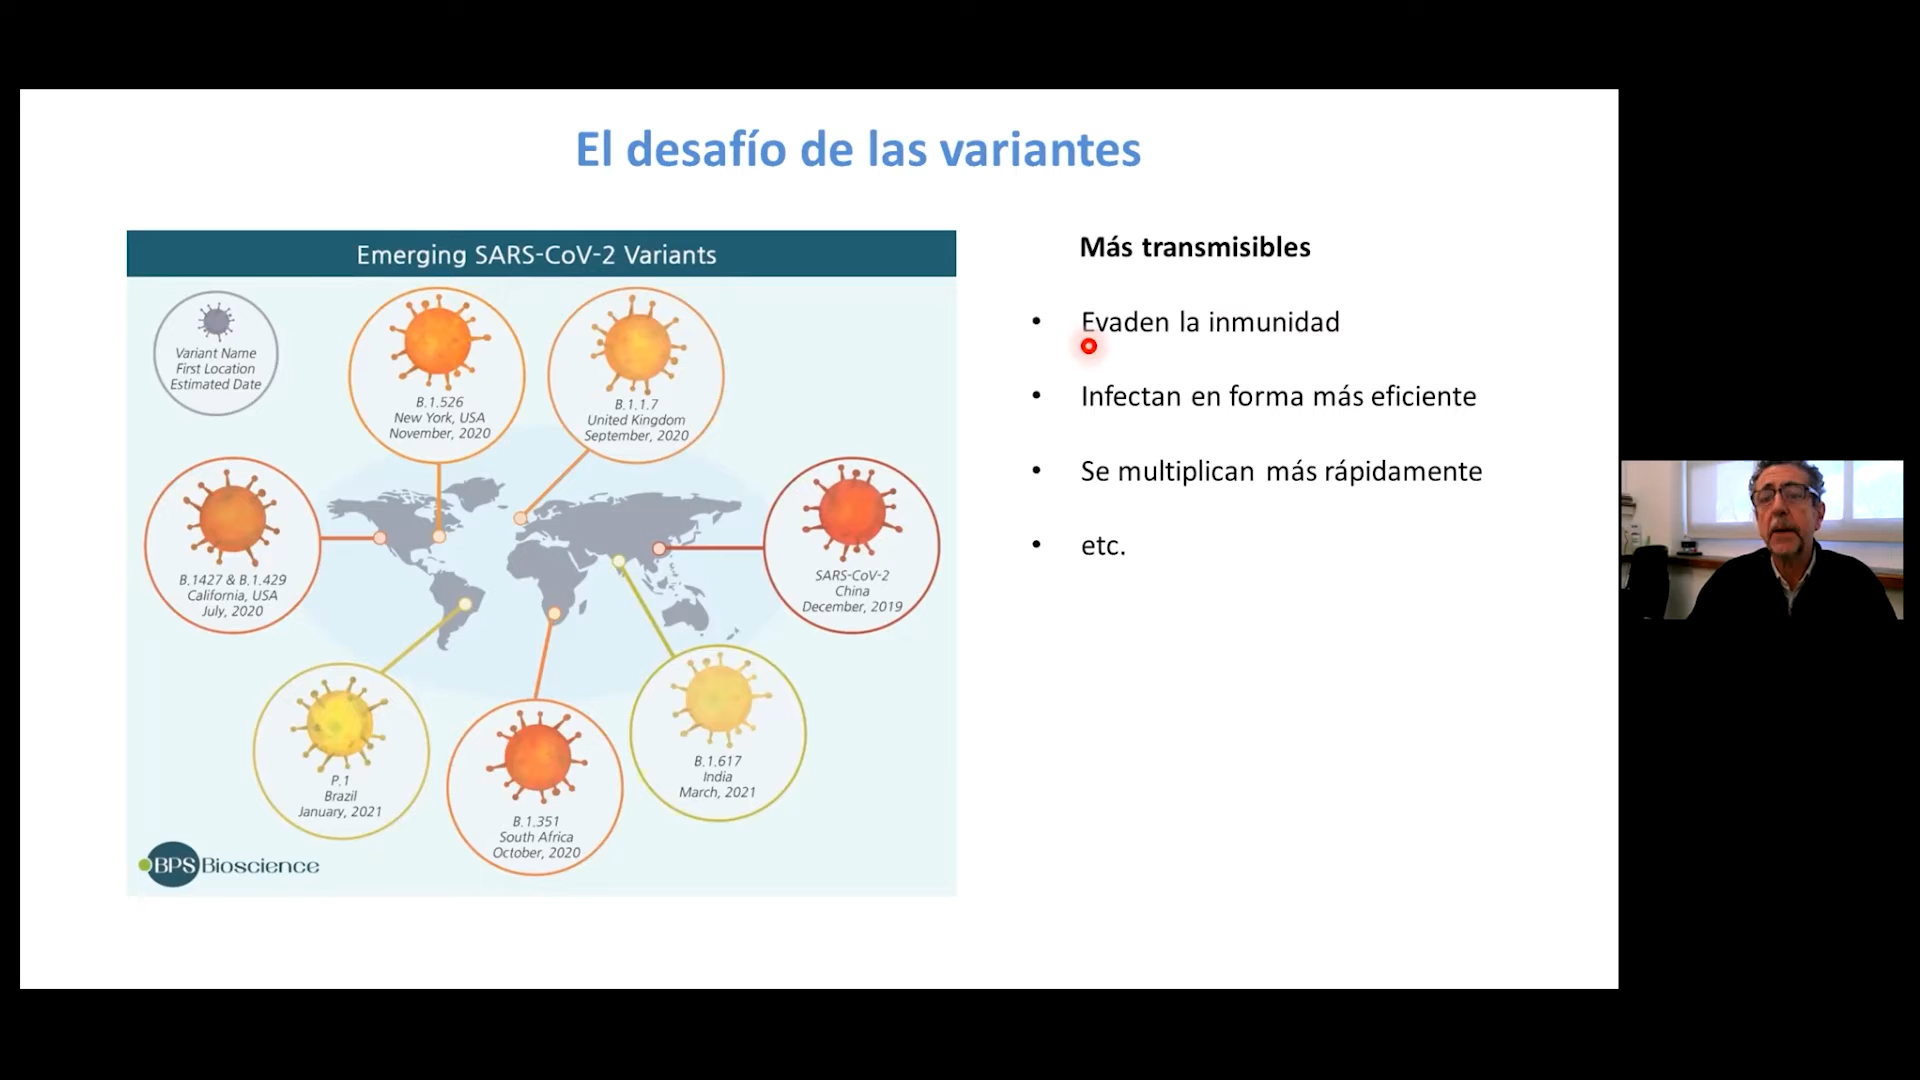 El desafío de las variantes
Emerging SARS-CoV-2 Variants
Variant Name
First Location
Estimated Date
B.1.526
New York, USA
November, 2020
B.1.1.7
United Kingdom
September, 2020
B.1427 & B.1.429
California, USA
July, 2020
SARS-CoV-2
China
December, 2019
P.1
Brazil
January, 2021
B.1.351
South Africa
October, 2020
B.1.617
India
March, 2021
BPS Bioscience
Más transmisibles
• Evaden la inmunidad
• Infectan en forma más eficiente
• Se multiplican más rápidamente
• etc.